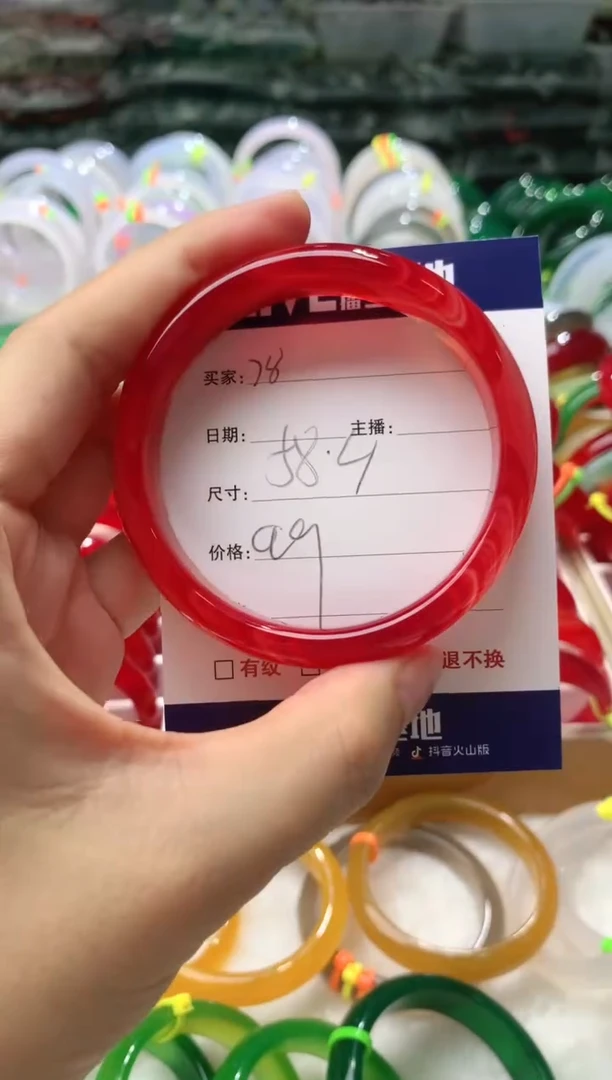 买家:78
日期: 主播:
尺寸: 58.4
价格: 99
□有纹 退不换
地
抖音火山版